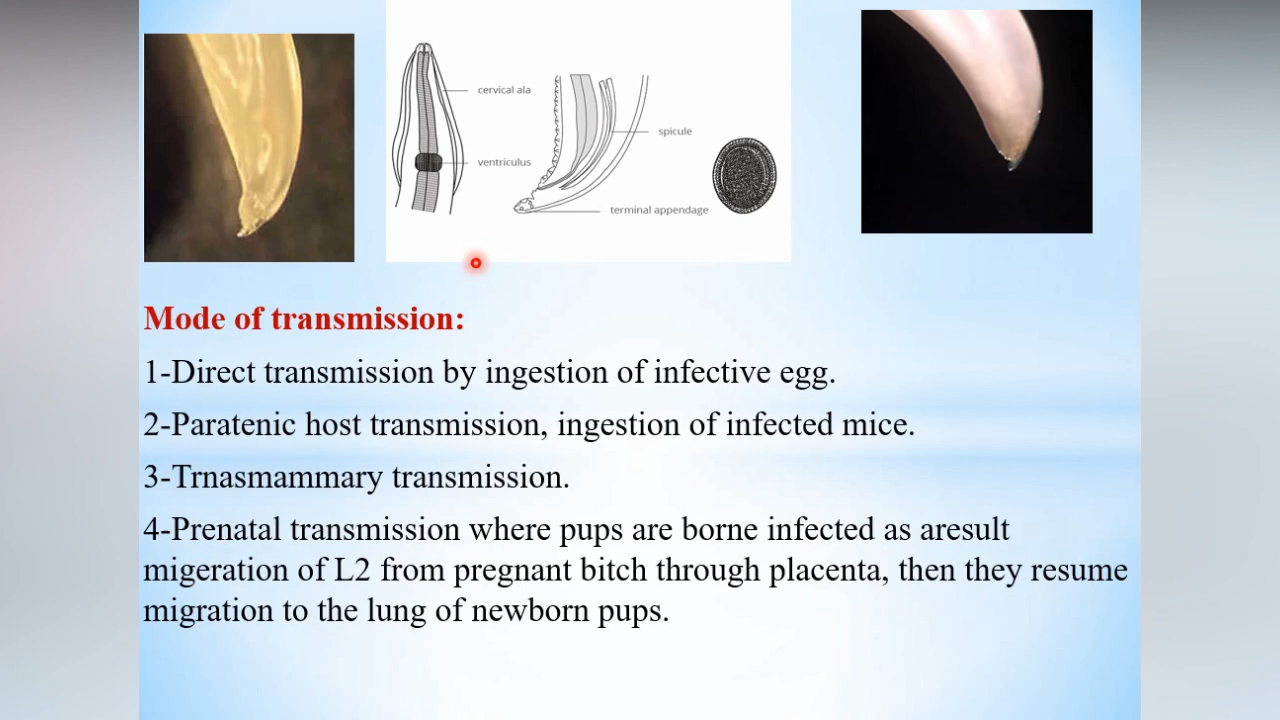 cervical ala
spicule
ventriculus
terminal appendage
Mode of transmission:
1-Direct transmission by ingestion of infective egg.
2-Paratenic host transmission, ingestion of infected mice.
3-Trnasmammary transmission.
4-Prenatal transmission where pups are borne infected as aresult
migeration of L2 from pregnant bitch through placenta, then they resume
migration to the lung of newborn pups.